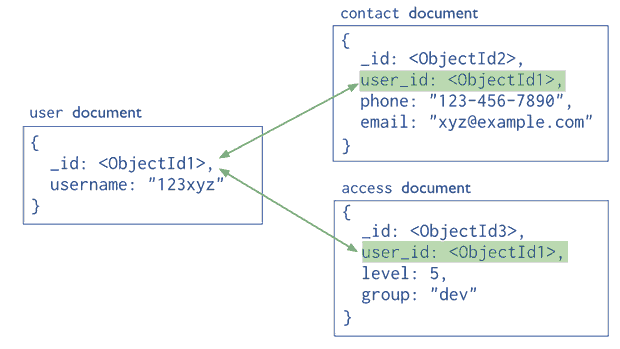 contact document
{
_id: <ObjectId2>,
user_id: <ObjectId1>,
phone: "123-456-7890",
email: "xyz@example.com"
}
user document
{
_id: <ObjectId1>,
username: "123xyz"
}
access document
{
_id: <ObjectId3>,
user_id: <ObjectId1>,
level: 5,
group: "dev"
}